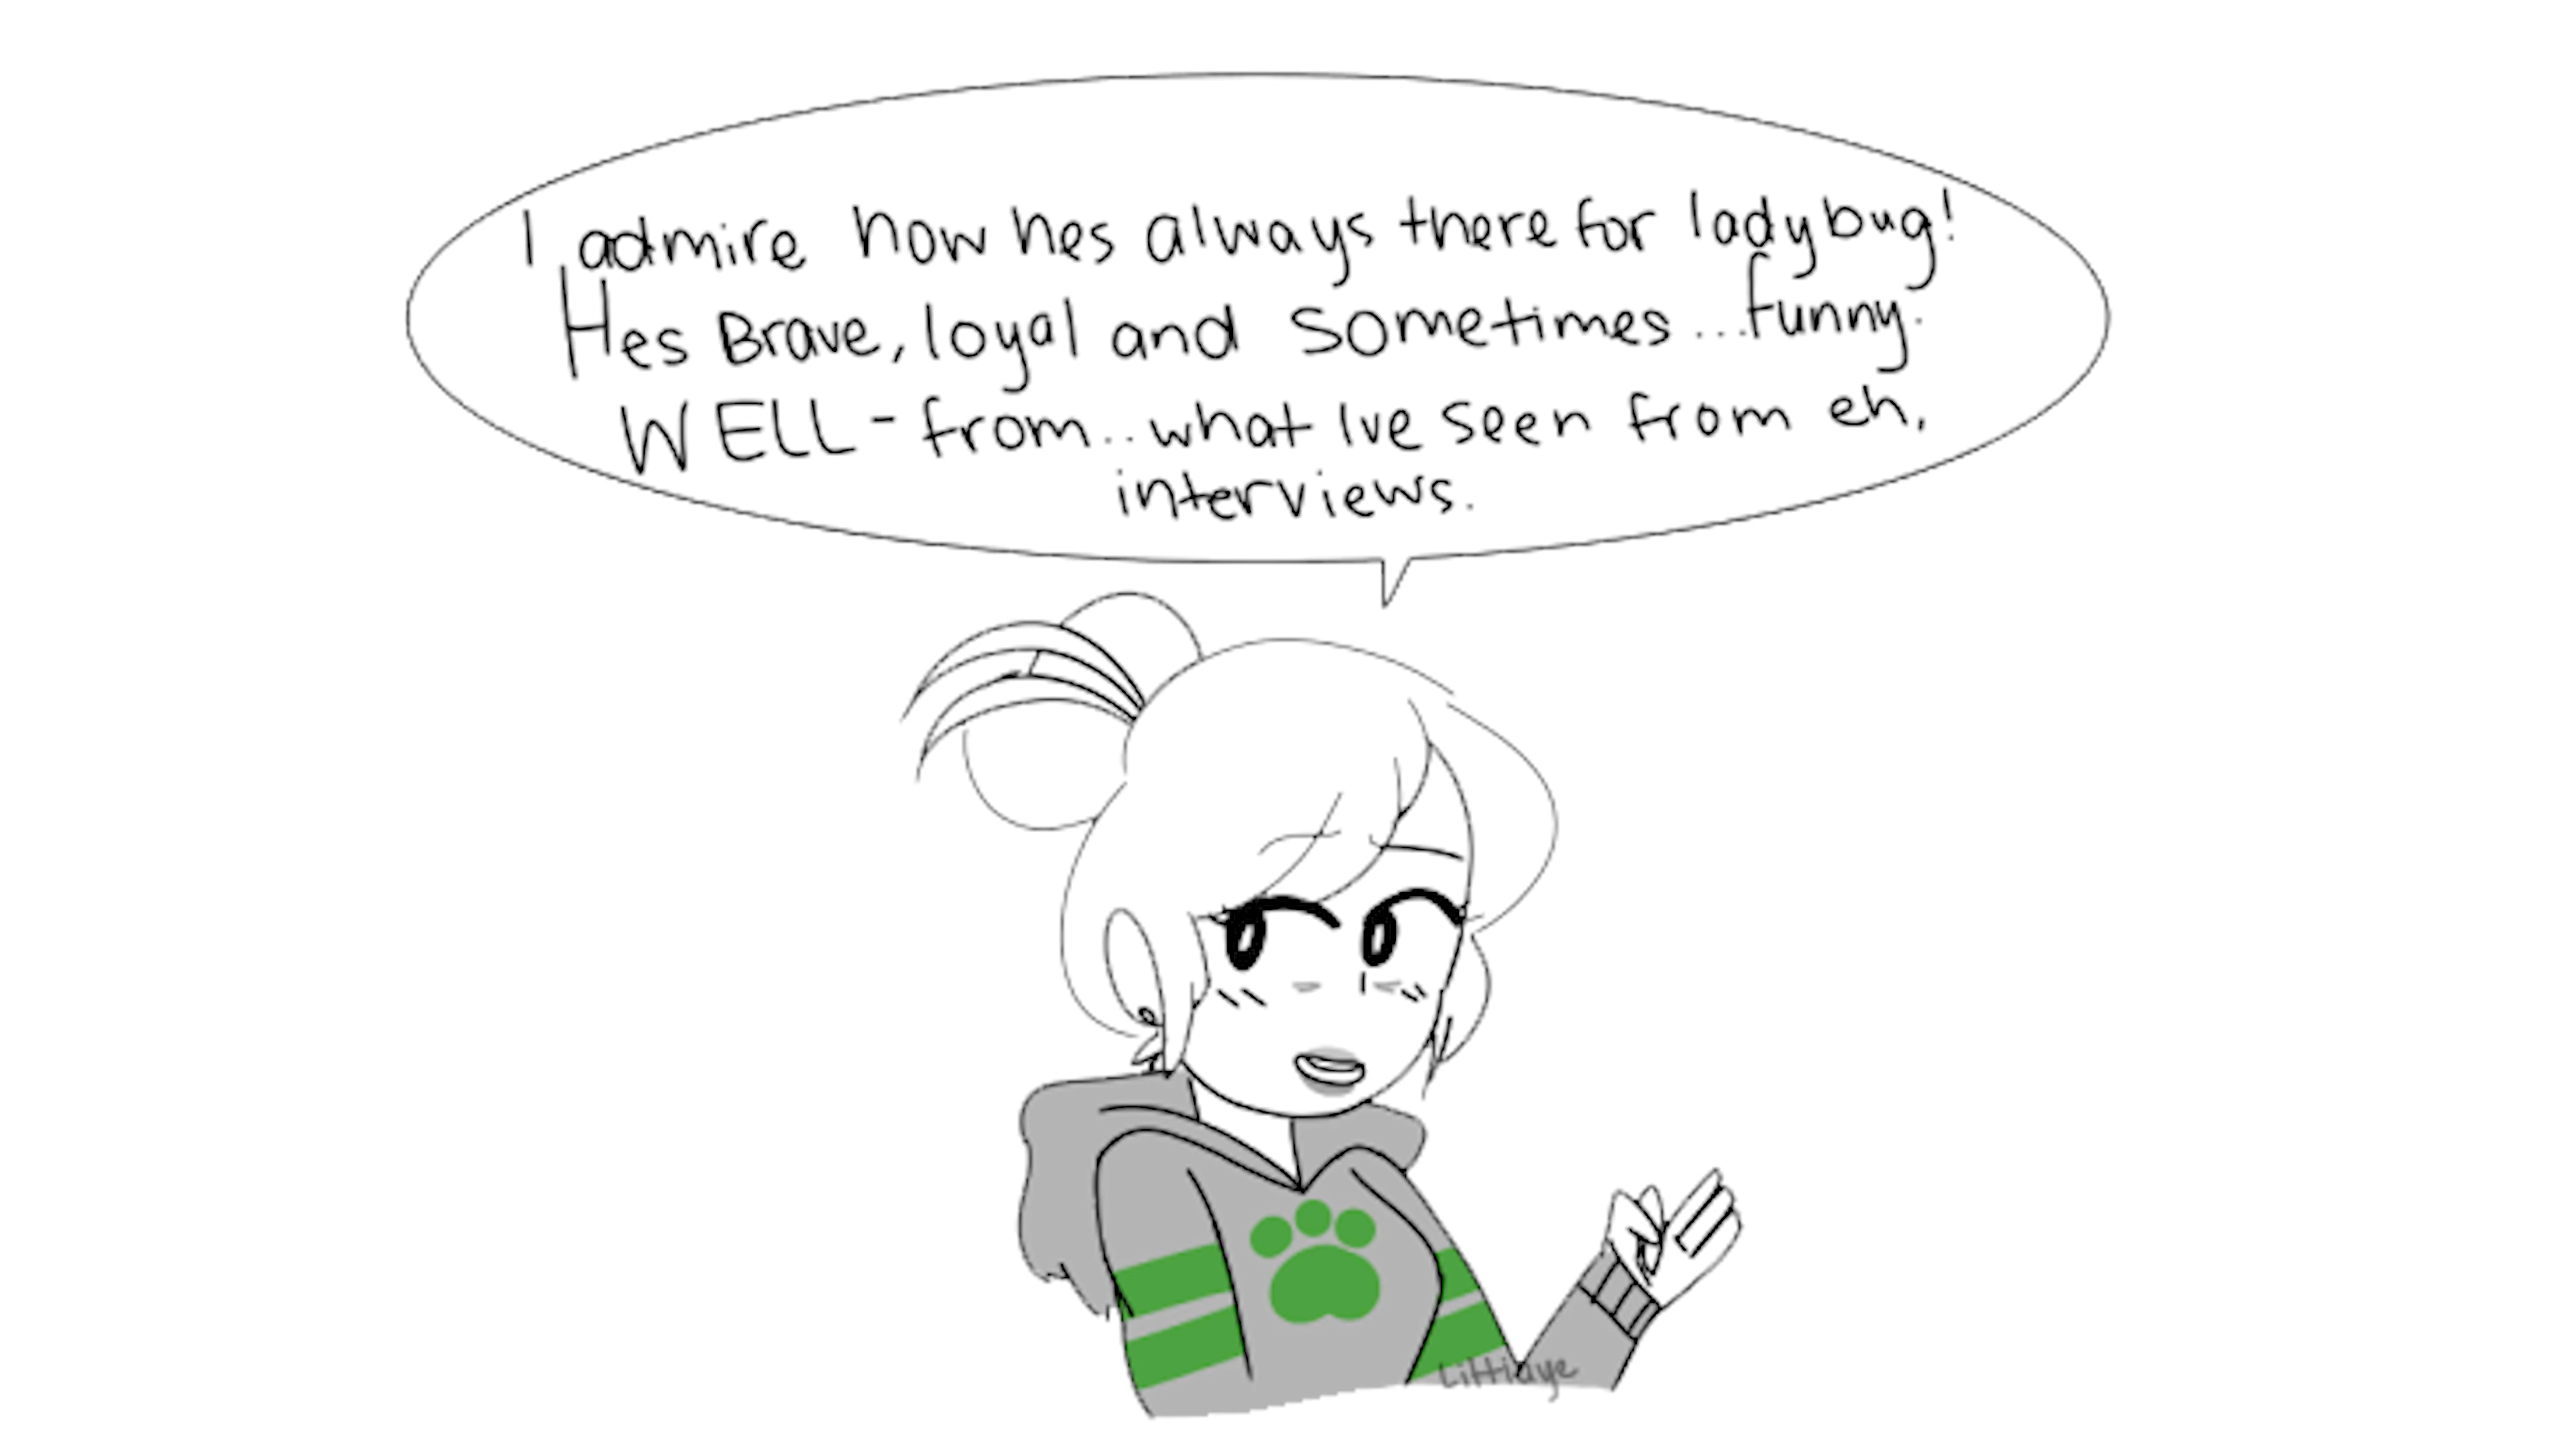 I admire how hes always there for ladybug!
Hes Brave, loyal and sometimes...funny.
WELL - from..what Ive seen from eh,
interviews.